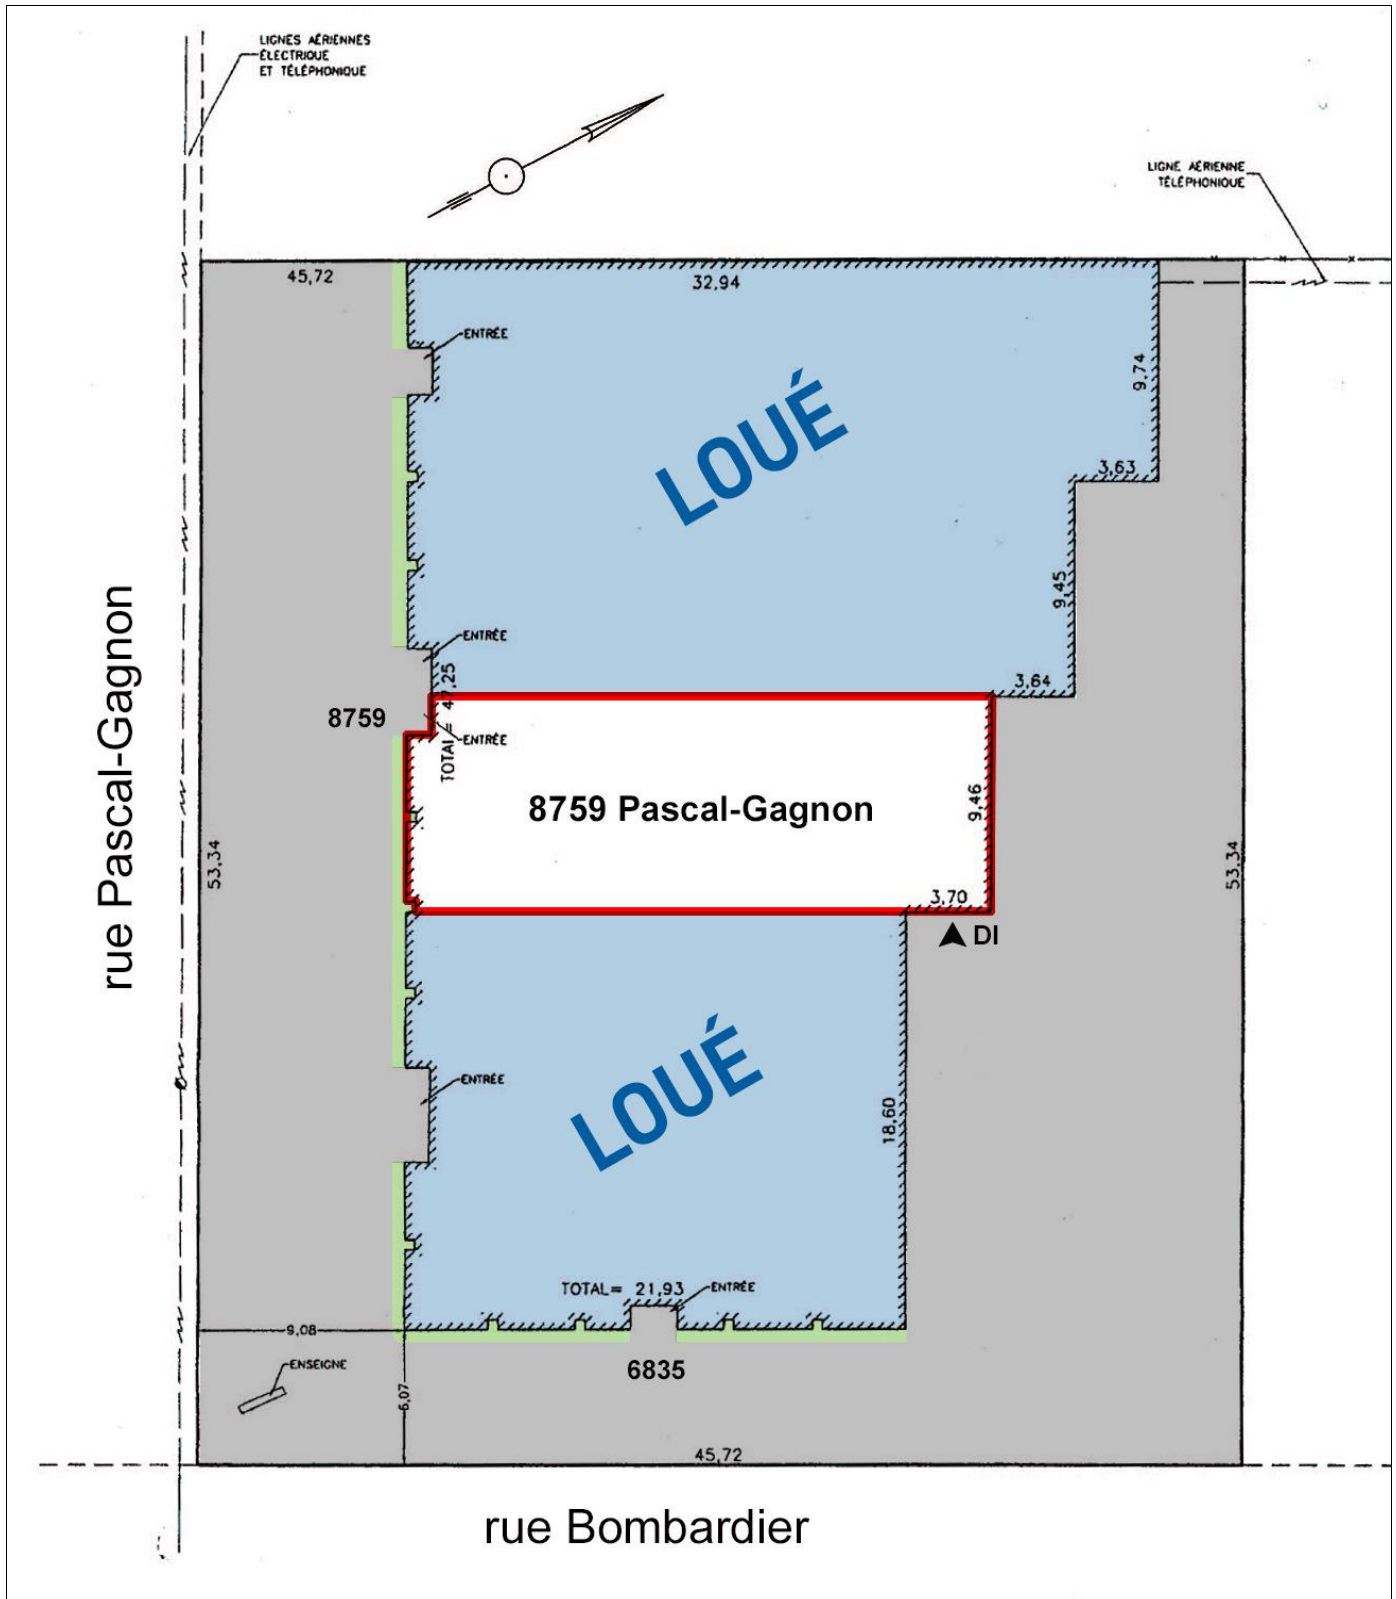 LIGNES AÉRIENNES
ÉLECTRIQUE
ET TÉLÉPHONIQUE
LIGNE AÉRIENNE
TÉLÉPHONIQUE
45,72
32,94
ENTRÉE
9,74
LOUÉ
3,63
9,45
ENTRÉE
3,64
TOTAL = 47,25
8759
ENTRÉE
rue Pascal-Gagnon
8759 Pascal-Gagnon
9,46
53,34
53,34
3,70
DI
LOUÉ
ENTRÉE
18,60
TOTAL= 21,93
ENTRÉE
9,08
6835
ENSEIGNE
6,07
45,72
rue Bombardier